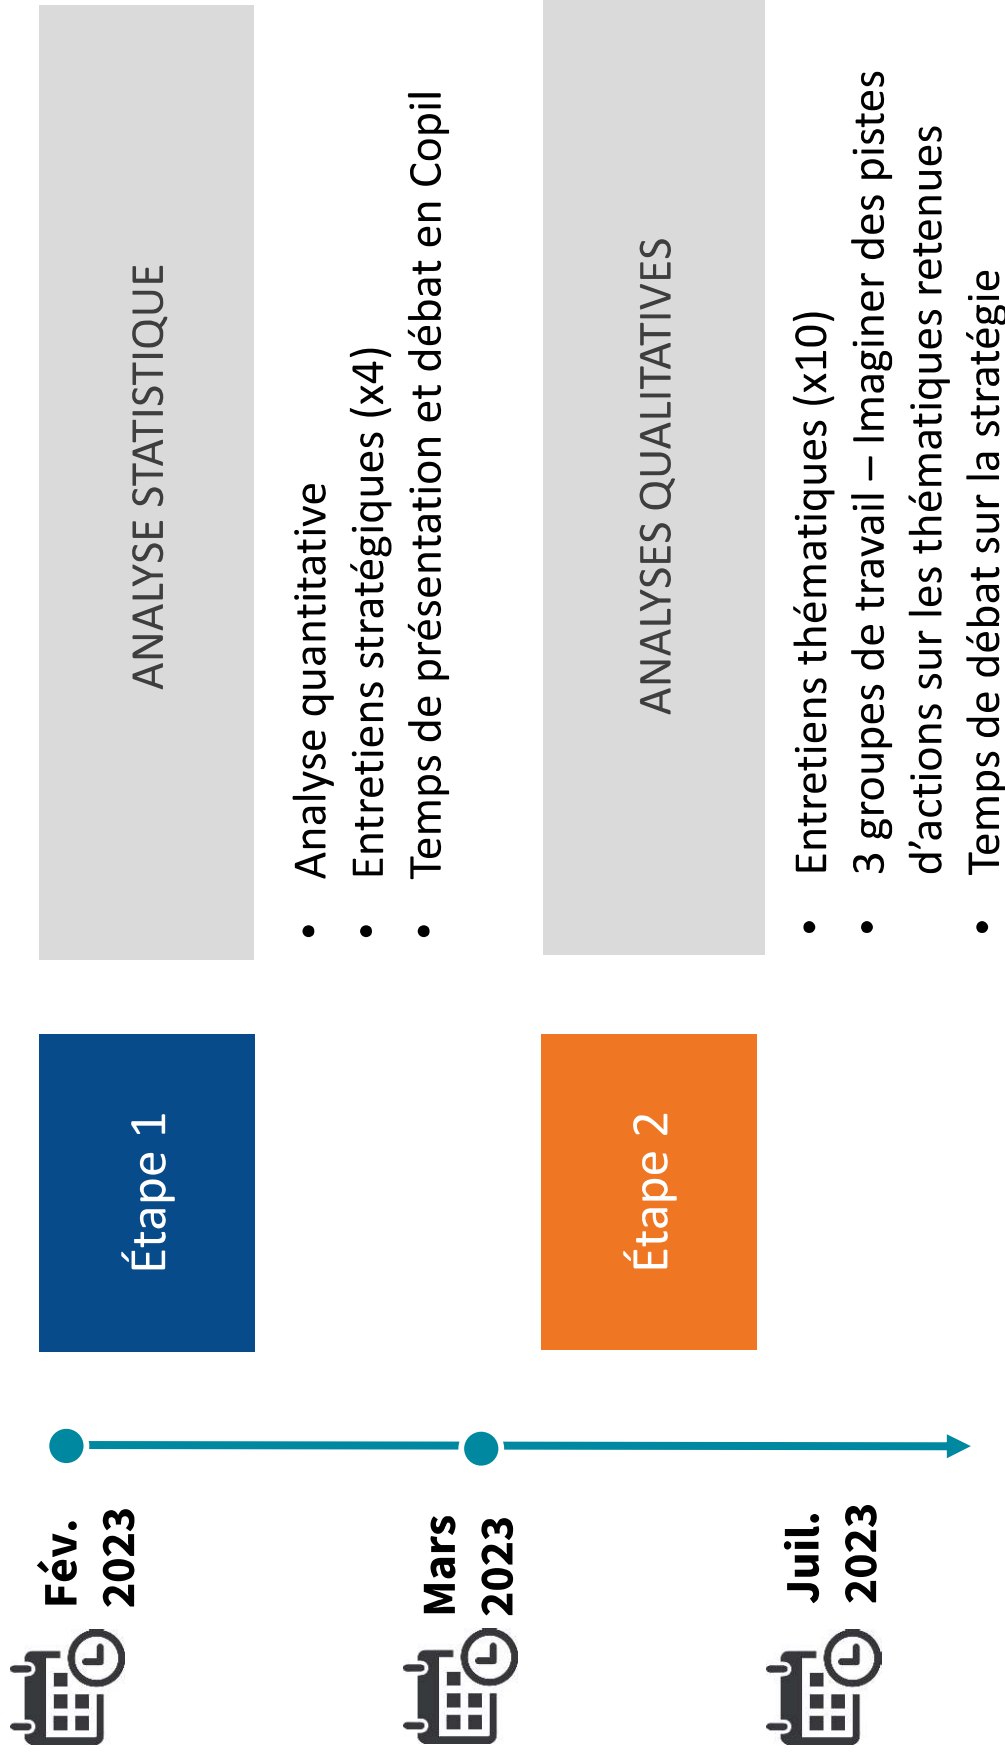 Fév.
2023
Étape 1
ANALYSE STATISTIQUE
• Analyse quantitative
• Entretiens stratégiques (x4)
• Temps de présentation et débat en Copil
Mars
2023
Étape 2
ANALYSES QUALITATIVES
• Entretiens thématiques (x10)
• 3 groupes de travail – Imaginer des pistes
d’actions sur les thématiques retenues
• Temps de débat sur la stratégie
Juil.
2023